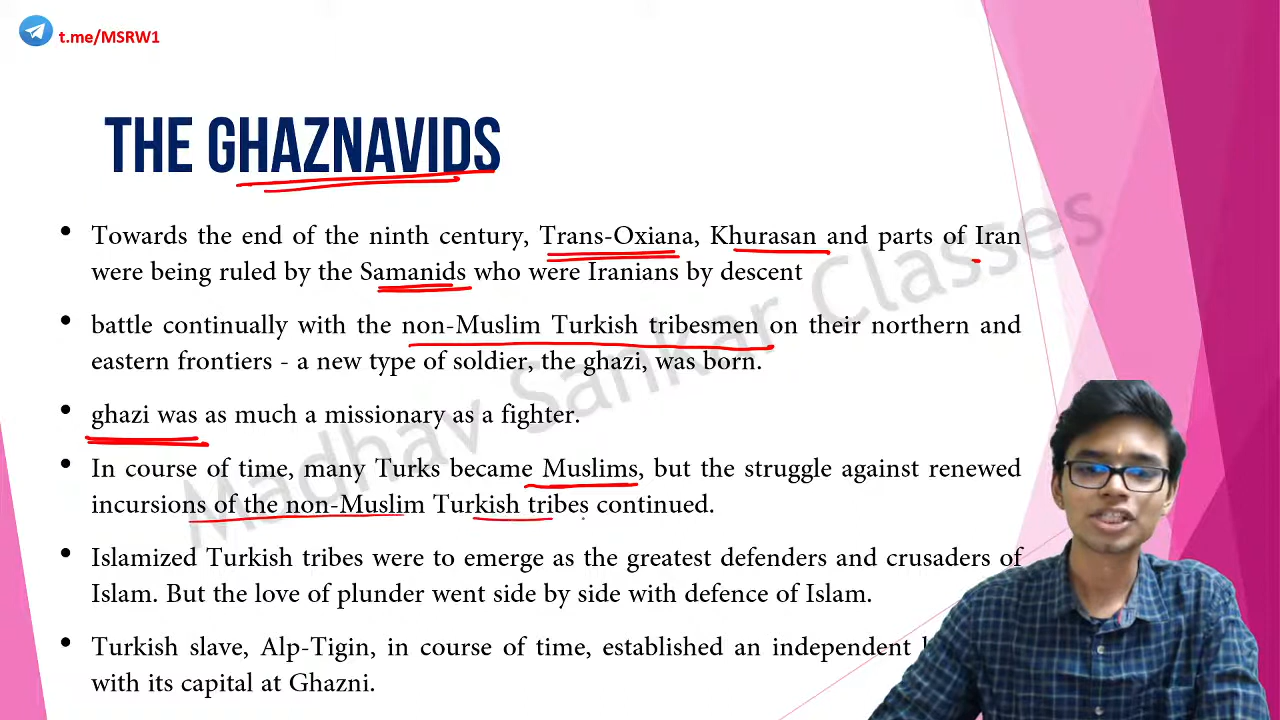 t.me/MSRW1
THE GHAZNAVIDS
• Towards the end of the ninth century, Trans-Oxiana, Khurasan and parts of Iran
were being ruled by the Samanids who were Iranians by descent
• battle continually with the non-Muslim Turkish tribesmen on their northern and
eastern frontiers - a new type of soldier, the ghazi, was born.
• ghazi was as much a missionary as a fighter.
• In course of time, many Turks became Muslims, but the struggle against renewed
incursions of the non-Muslim Turkish tribes continued.
• Islamized Turkish tribes were to emerge as the greatest defenders and crusaders of
Islam. But the love of plunder went side by side with defence of Islam.
• Turkish slave, Alp-Tigin, in course of time, established an independent
with its capital at Ghazni.
Madhav Sankar Classes